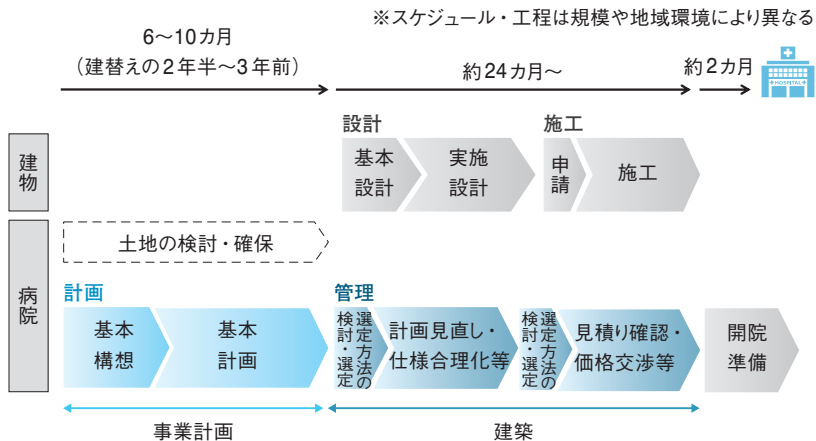 ※スケジュール・工程は規模や地域環境により異なる
6〜10カ月
（建替えの2年半〜3年前）
約24カ月〜
約2カ月
HOSPITAL
建物
設計
基本
設計
実施
設計
施工
申請
施工
病院
土地の検討・確保
計画
基本
構想
基本
計画
管理
選定方法の
検討・選定
計画見直し・
仕様合理化等
選定方法の
検討・選定
見積り確認・
価格交渉等
開院
準備
事業計画
建築